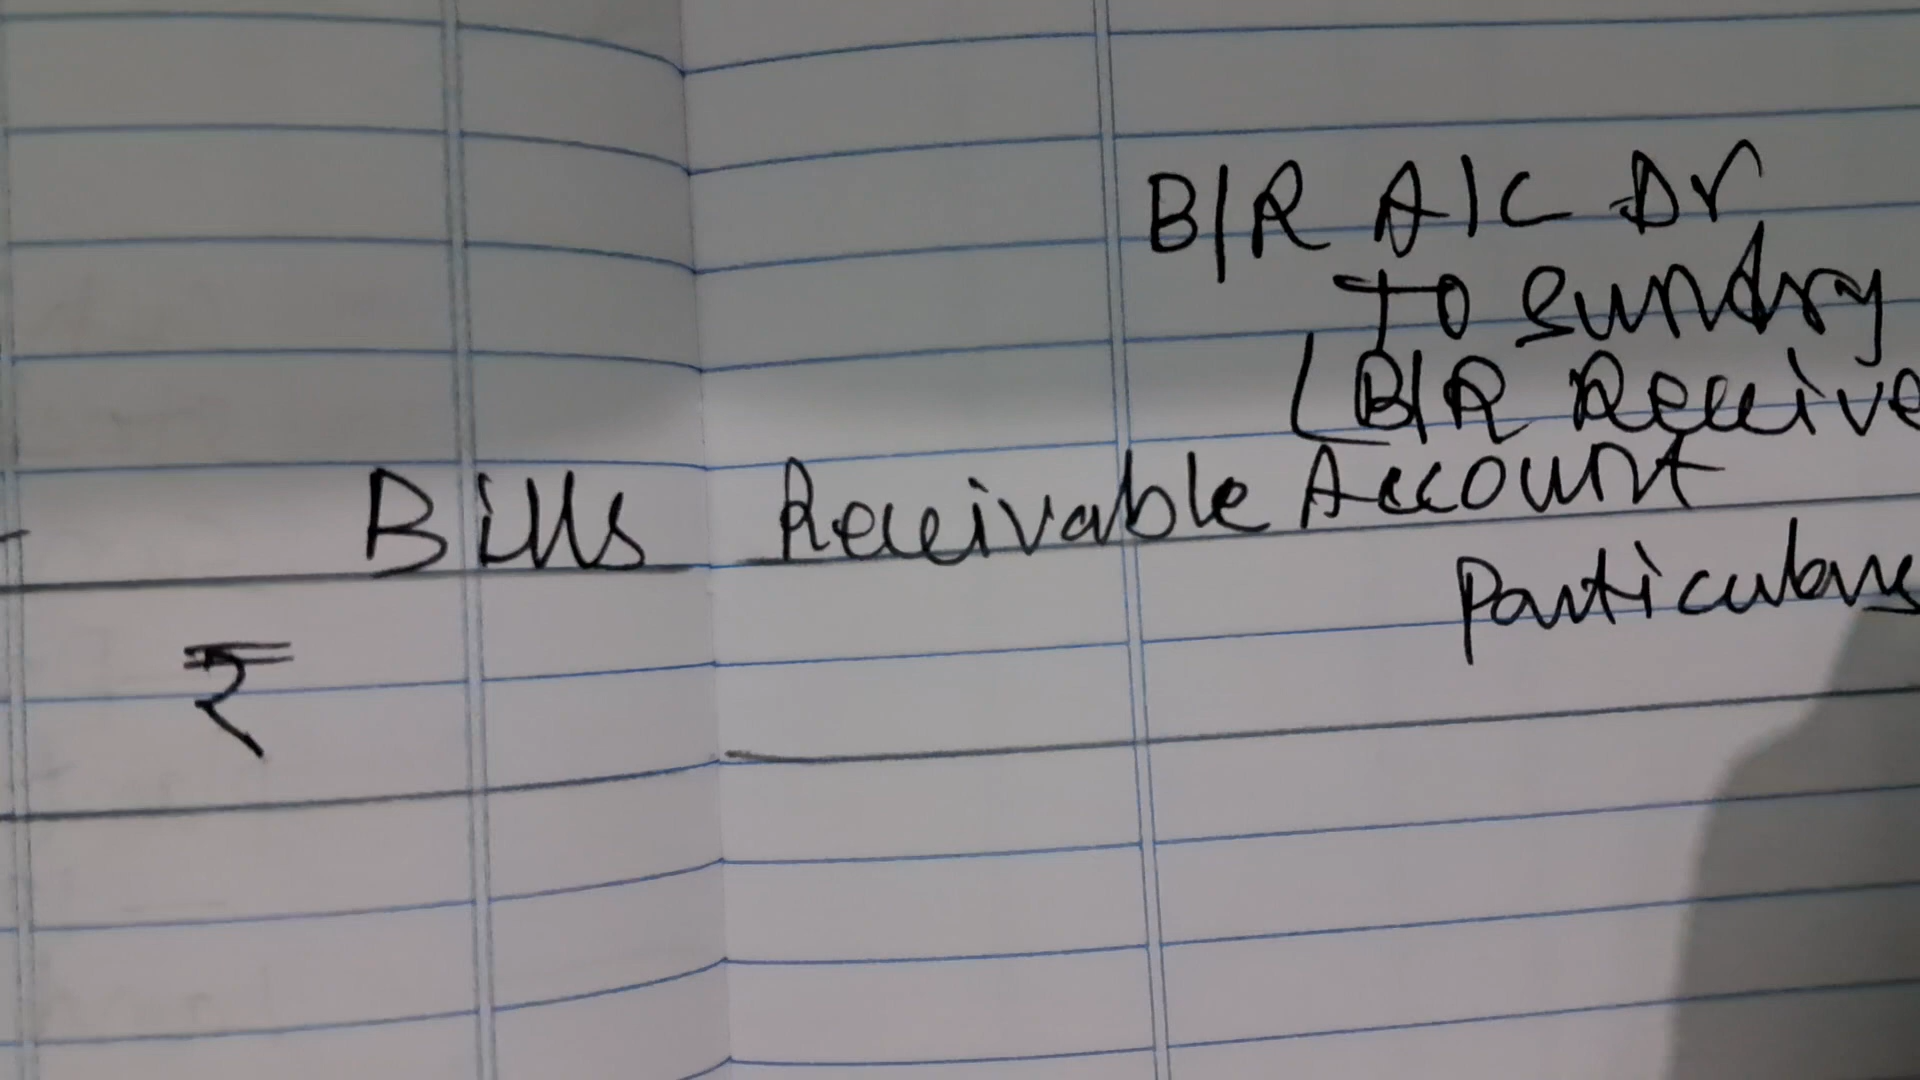 B/R A/C Dr
To Sundry
(B/R Receive
Bills Receivable Account
Particulars
₹